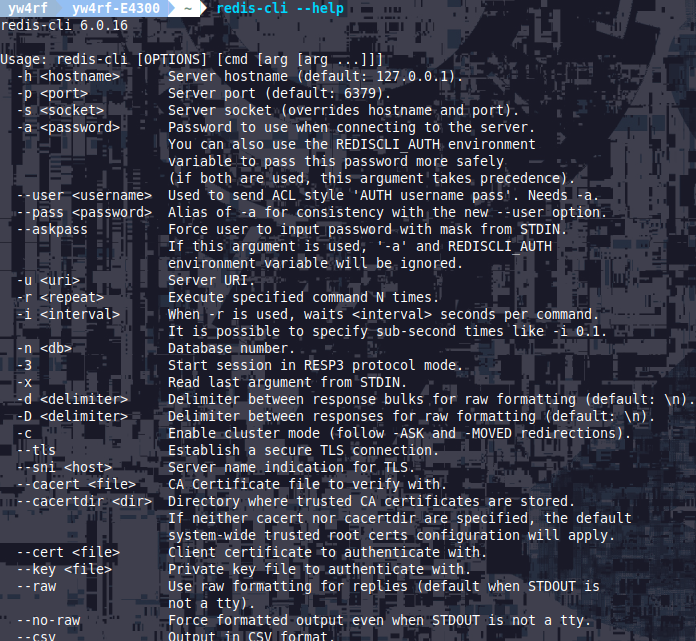 yw4rf yw4rf-E4300 ~ redis-cli --help
redis-cli 6.0.16
Usage: redis-cli [OPTIONS] [cmd [arg [arg ...]]]
-h <hostname> Server hostname (default: 127.0.0.1).
-p <port> Server port (default: 6379).
-s <socket> Server socket (overrides hostname and port).
-a <password> Password to use when connecting to the server.
You can also use the REDISCLI_AUTH environment
variable to pass this password more safely
(if both are used, this argument takes precedence).
--user <username> Used to send ACL style 'AUTH username pass'. Needs -a.
--pass <password> Alias of -a for consistency with the new --user option.
--askpass Force user to input password with mask from STDIN.
If this argument is used, '-a' and REDISCLI_AUTH
environment variable will be ignored.
-u <uri> Server URI.
-r <repeat> Execute specified command N times.
-i <interval> When -r is used, waits <interval> seconds per command.
It is possible to specify sub-second times like -i 0.1.
-n <db> Database number.
-3 Start session in RESP3 protocol mode.
-x Read last argument from STDIN.
-d <delimiter> Delimiter between response bulks for raw formatting (default: \n).
-D <delimiter> Delimiter between responses for raw formatting (default: \n).
-c Enable cluster mode (follow -ASK and -MOVED redirections).
--tls Establish a secure TLS connection.
--sni <host> Server name indication for TLS.
--cacert <file> CA Certificate file to verify with.
--cacertdir <dir> Directory where trusted CA certificates are stored.
If neither cacert nor cacertdir are specified, the default
system-wide trusted root certs configuration will apply.
--cert <file> Client certificate to authenticate with.
--key <file> Private key file to authenticate with.
--raw Use raw formatting for replies (default when STDOUT is
not a tty).
--no-raw Force formatted output even when STDOUT is not a tty.
--csv Output in CSV format.